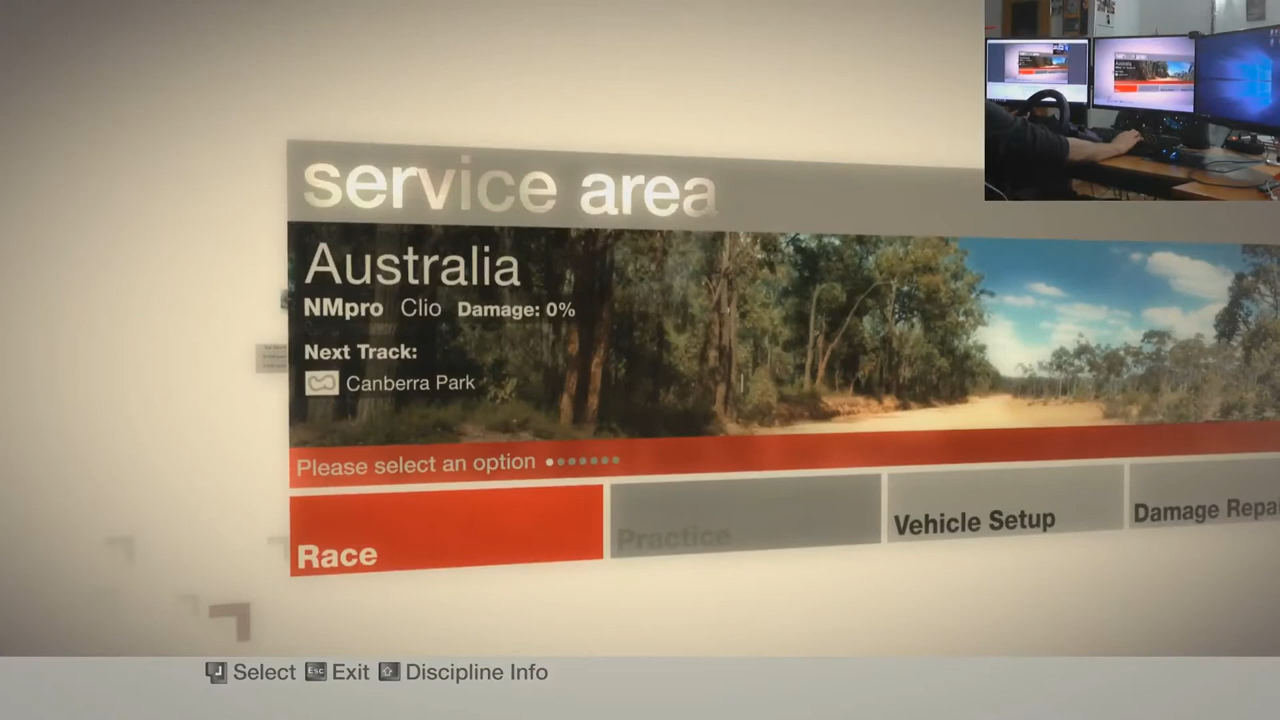 service area
Australia
NMpro Clio Damage: 0%
Next Track:
Canberra Park
Please select an option
Race
Practice
Vehicle Setup
Damage Repa
Select Esc Exit Discipline Info